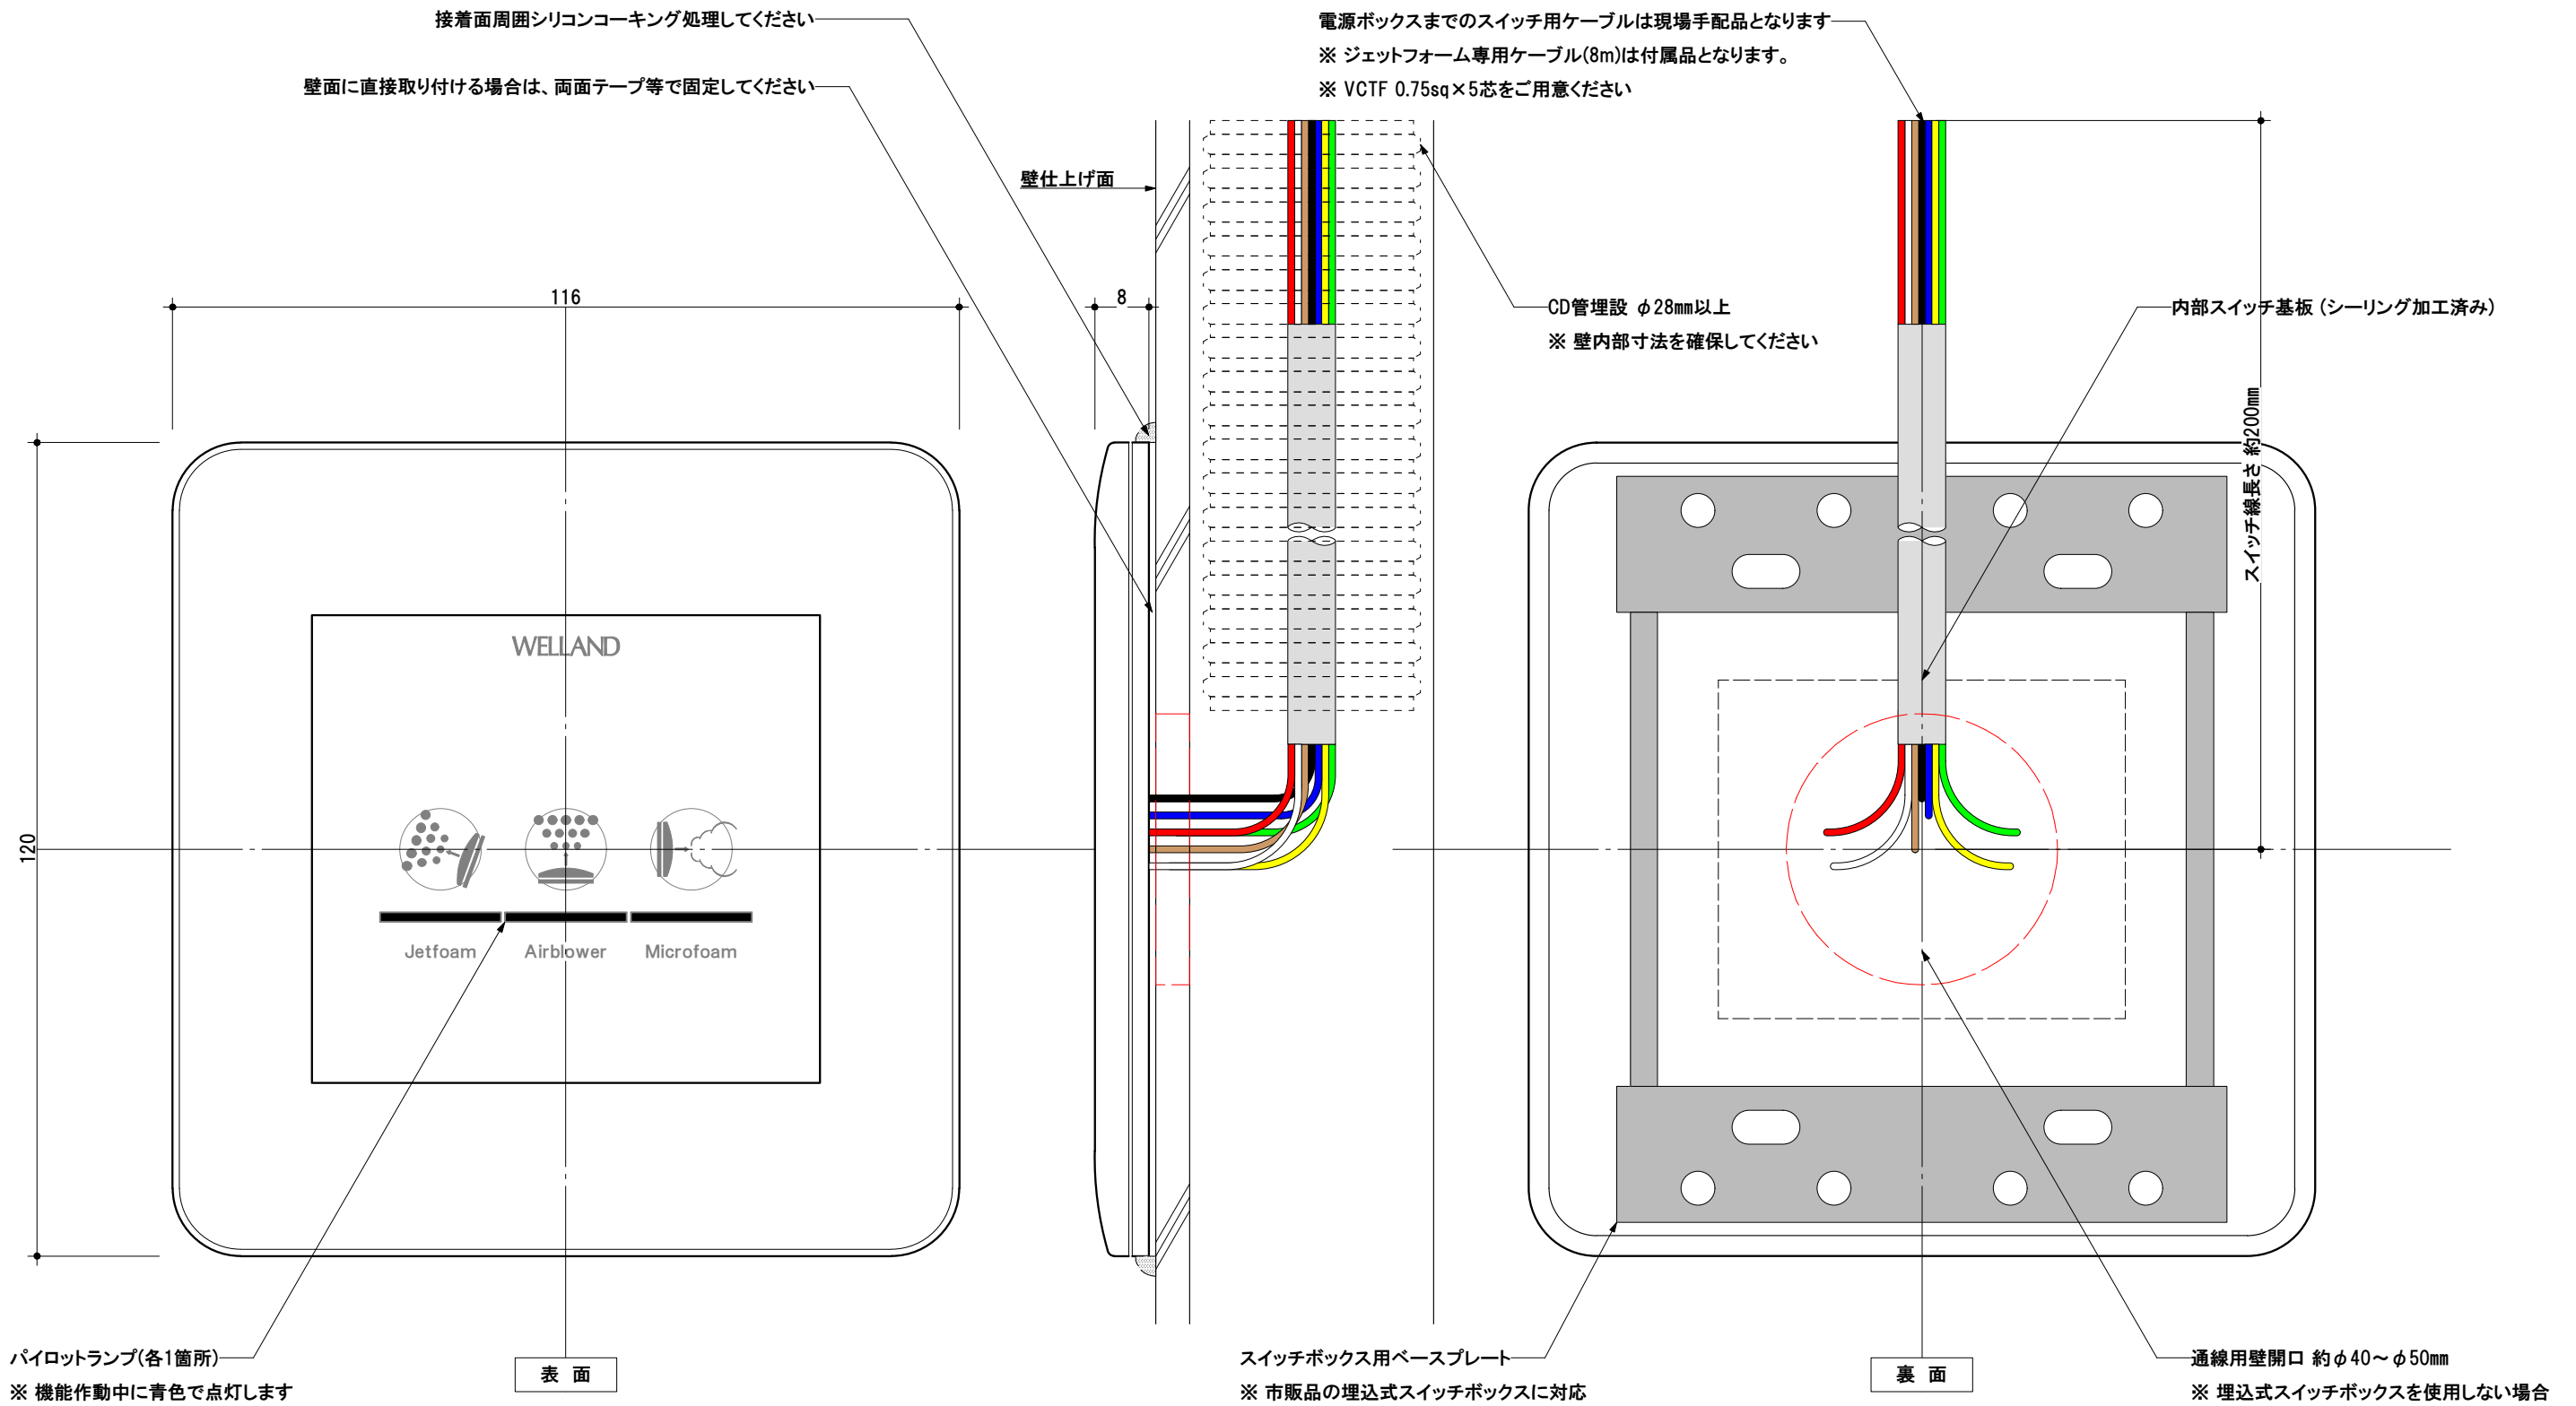 接着面周囲シリコンコーキング処理してください
壁面に直接取り付ける場合は、両面テープ等で固定してください
電源ボックスまでのスイッチ用ケーブルは現場手配品となります
※ ジェットフォーム専用ケーブル(8m)は付属品となります。
※ VCTF 0.75sq×5芯をご用意ください
壁仕上げ面
116
8
CD管埋設 φ28mm以上
※ 壁内部寸法を確保してください
内部スイッチ基板 (シーリング加工済み)
スイッチ線長さ 約200mm
120
WELLAND
Jetfoam Airblower Microfoam
パイロットランプ(各1箇所)
※ 機能作動中に青色で点灯します
表 面
スイッチボックス用ベースプレート
※ 市販品の埋込式スイッチボックスに対応
裏 面
通線用壁開口 約φ40～φ50mm
※ 埋込式スイッチボックスを使用しない場合